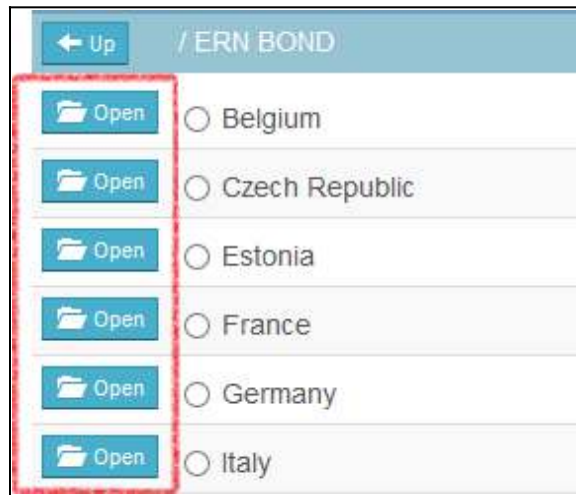 Up / ERN BOND
Open Belgium
Open Czech Republic
Open Estonia
Open France
Open Germany
Open Italy